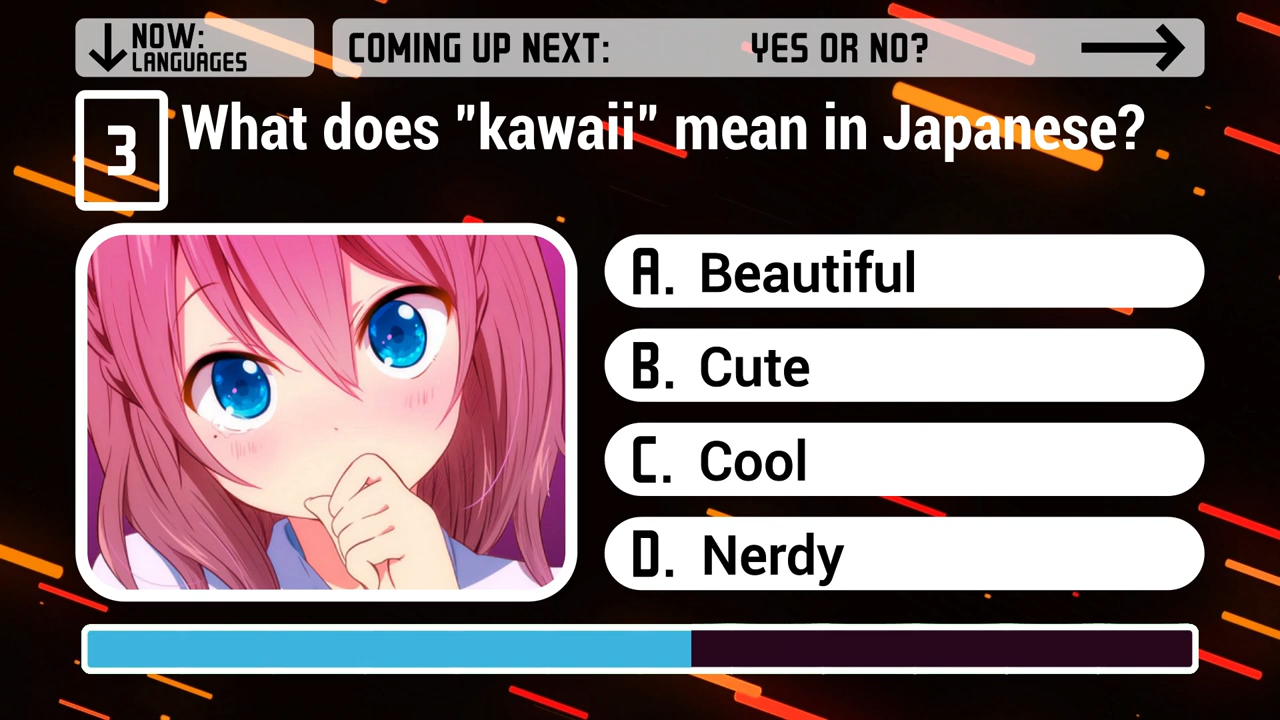 NOW:
LANGUAGES
COMING UP NEXT: YES OR NO?
3 What does "kawaii" mean in Japanese?
A. Beautiful
B. Cute
C. Cool
D. Nerdy